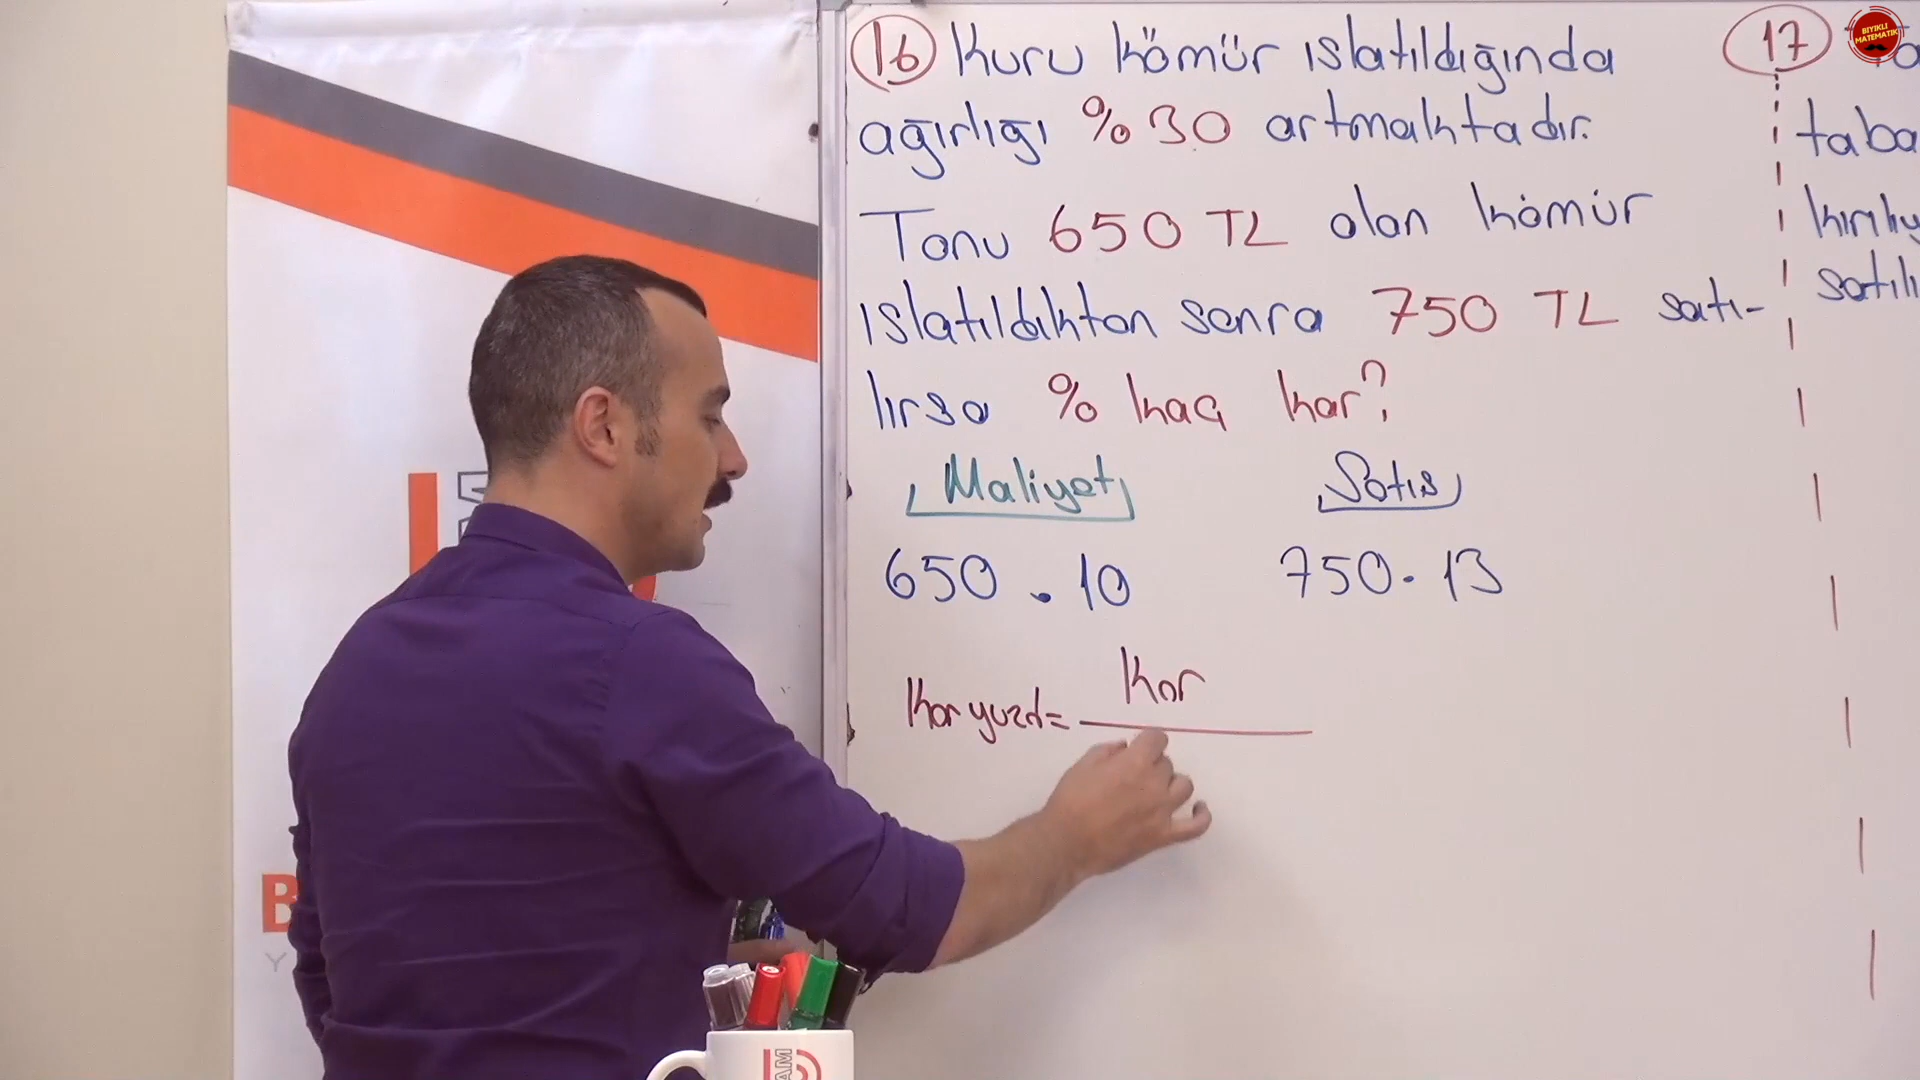 16 Kuru kömür ıslatıldığında
ağırlığı %30 artmaktadır.
Tonu 650 TL olan kömür
ıslatıldıktan sonra 750 TL satı-
lırsa % kaç kar?
Maliyet Satış
650 . 10 750 . 13
Kar yüzd = Kar
17
taba
kırılıy
satılı
BIYIKLI
MATEMATİK
B
Y